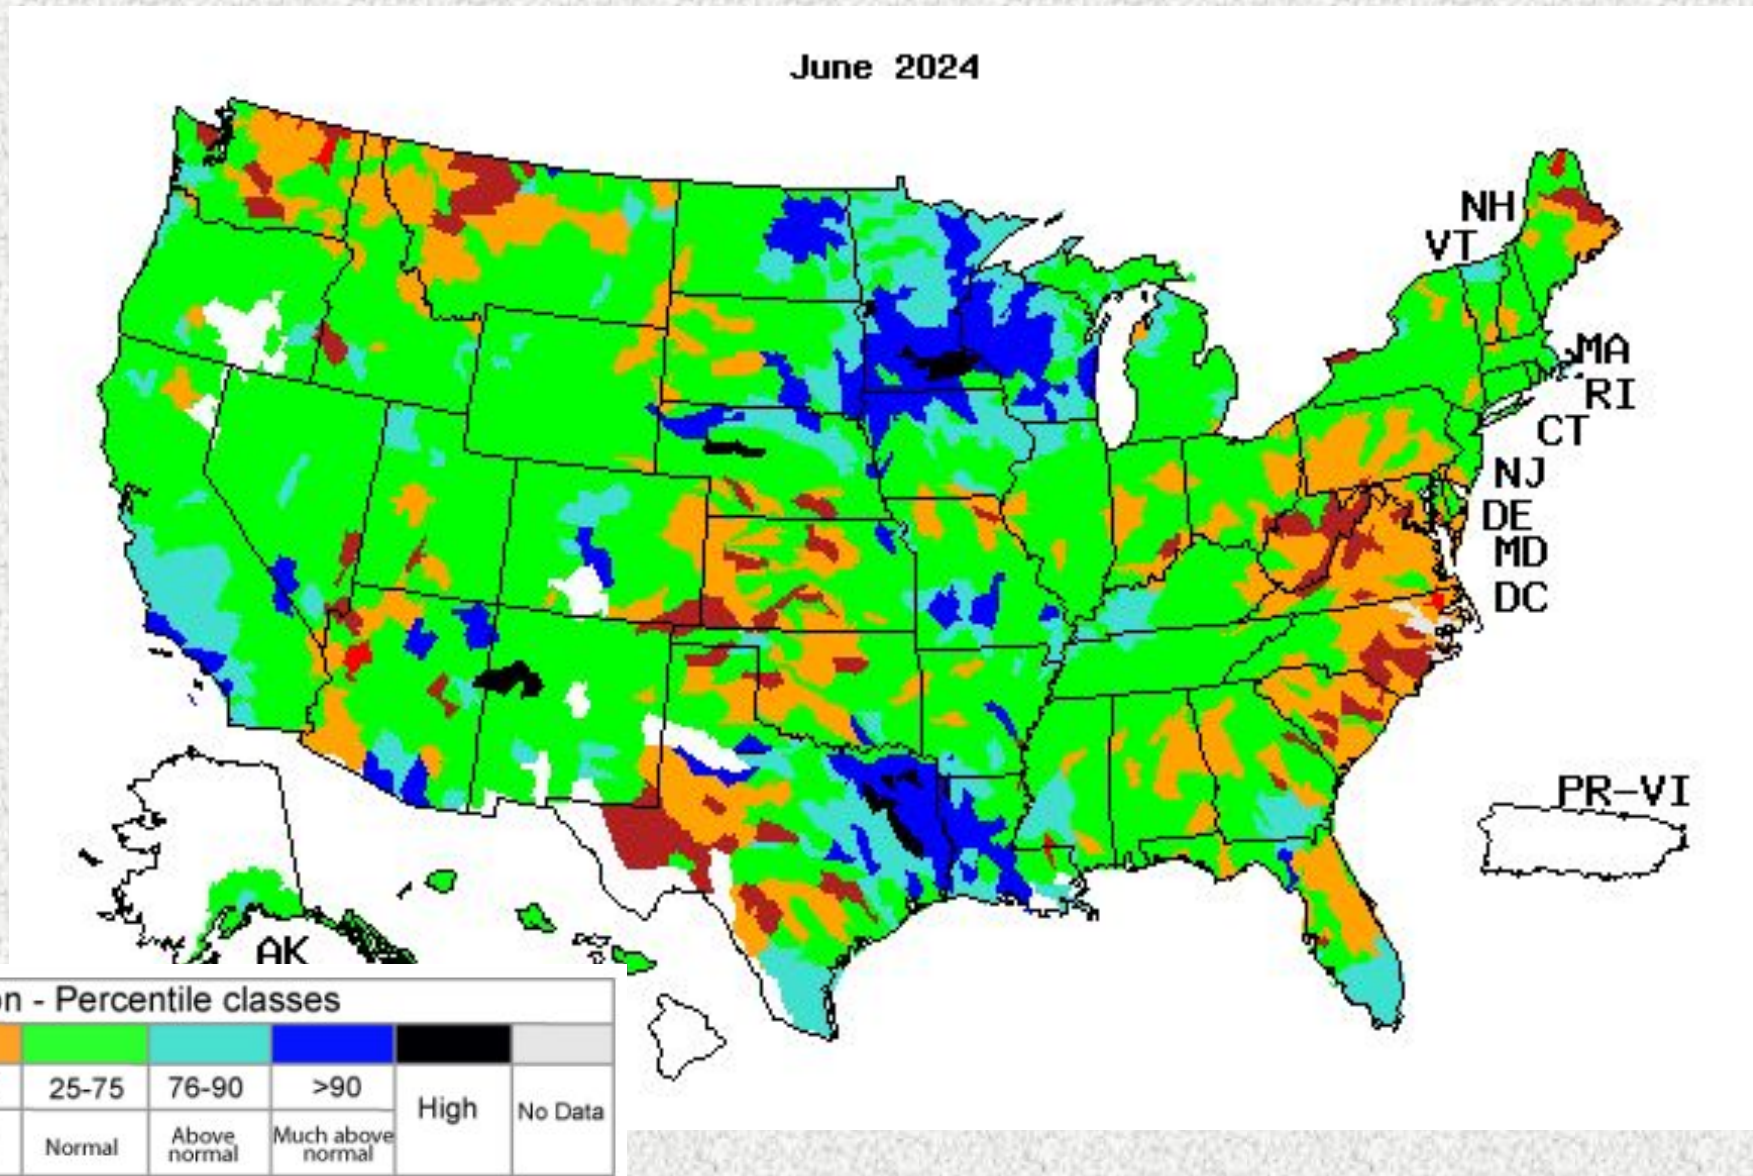 June 2024
NH
VT
MA
RI
CT
NJ
DE
MD
DC
PR-VI
AK
- Percentile classes
25-75 76-90 >90 High No Data
Normal Above normal Much above normal